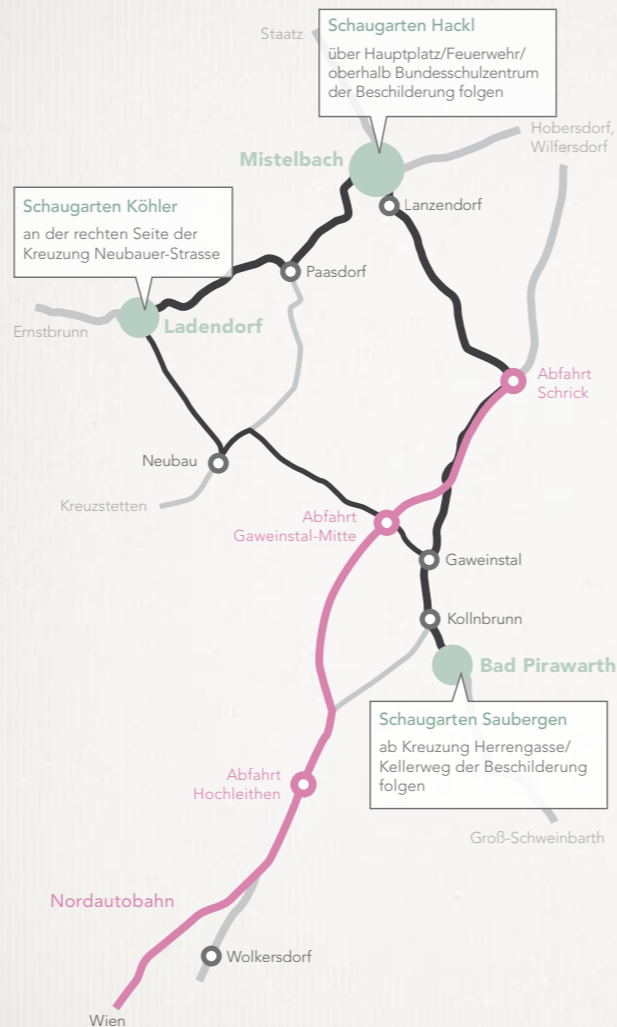 Staatz
Schaugarten Hackl
über Hauptplatz/Feuerwehr/
oberhalb Bundesschulzentrum
der Beschilderung folgen
Hobersdorf,
Wilfersdorf
Mistelbach
Lanzendorf
Schaugarten Köhler
an der rechten Seite der
Kreuzung Neubauer-Strasse
Paasdorf
Ernstbrunn
Ladendorf
Abfahrt
Schrick
Neubau
Kreuzstetten
Abfahrt
Gaweinstal-Mitte
Gaweinstal
Kollnbrunn
Bad Pirawarth
Schaugarten Saubergen
ab Kreuzung Herrengasse/
Kellerweg der Beschilderung
folgen
Abfahrt
Hochleithen
Groß-Schweinbarth
Nordautobahn
Wolkersdorf
Wien